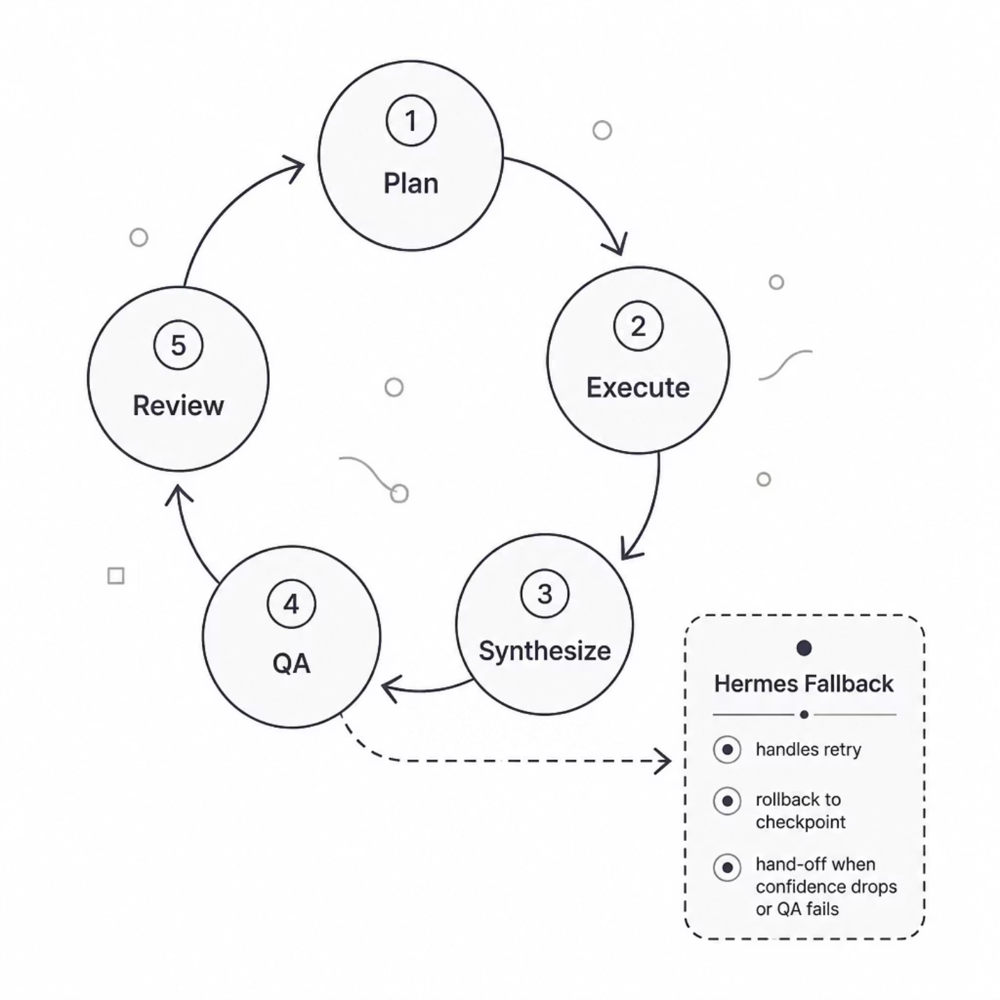 1
Plan
2
Execute
3
Synthesize
4
QA
5
Review
Hermes Fallback
handles retry
rollback to
checkpoint
hand-off when
confidence drops
or QA fails